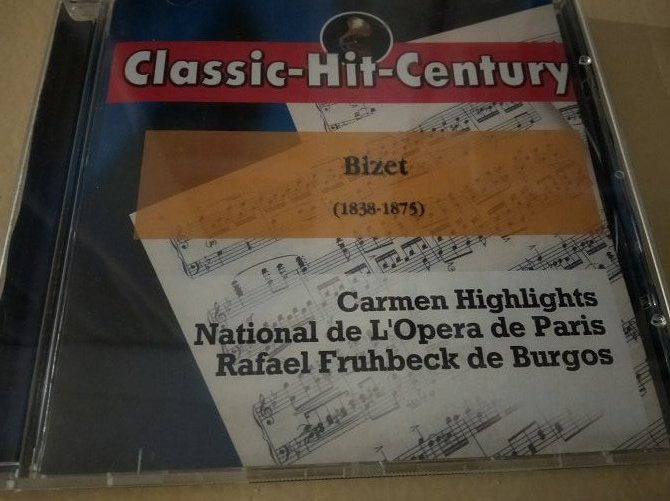 Classic-Hit-Century
Bizet
(1838-1875)
Carmen Highlights
National de L'Opera de Paris
Rafael Fruhbeck de Burgos